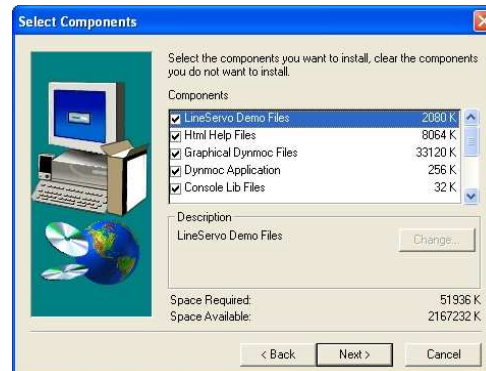 Select Components
Select the components you want to install, clear the components
you do not want to install.
Components
LineServo Demo Files 2080 K
Html Help Files 8064 K
Graphical Dynmoc Files 33120 K
Dynmoc Application 256 K
Console Lib Files 32 K
Description
LineServo Demo Files
Change...
Space Required: 51936 K
Space Available: 2167232 K
< Back Next > Cancel